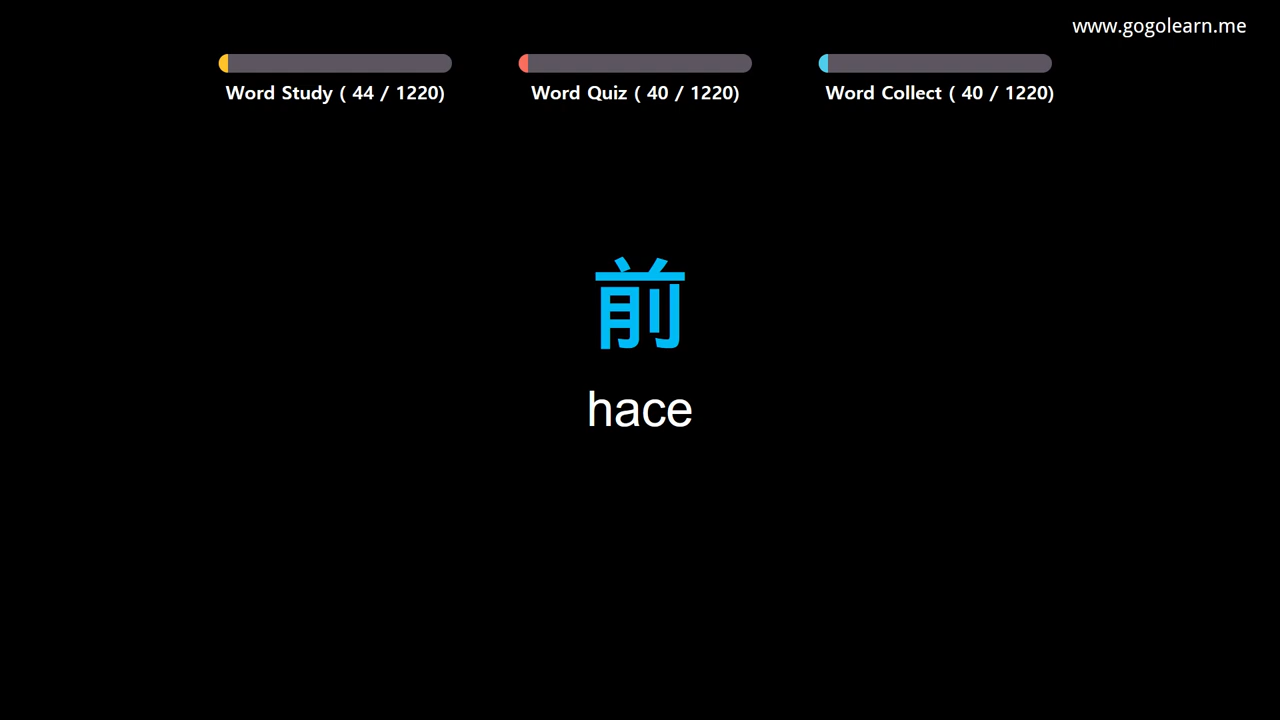 www.gogolearn.me
Word Study ( 44 / 1220)
Word Quiz ( 40 / 1220)
Word Collect ( 40 / 1220)
前
hace